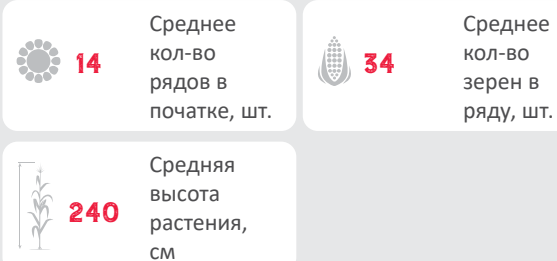 14
Среднее
кол-во
рядов в
початке, шт.
34
Среднее
кол-во
зерен в
ряду, шт.
240
Средняя
высота
растения,
см